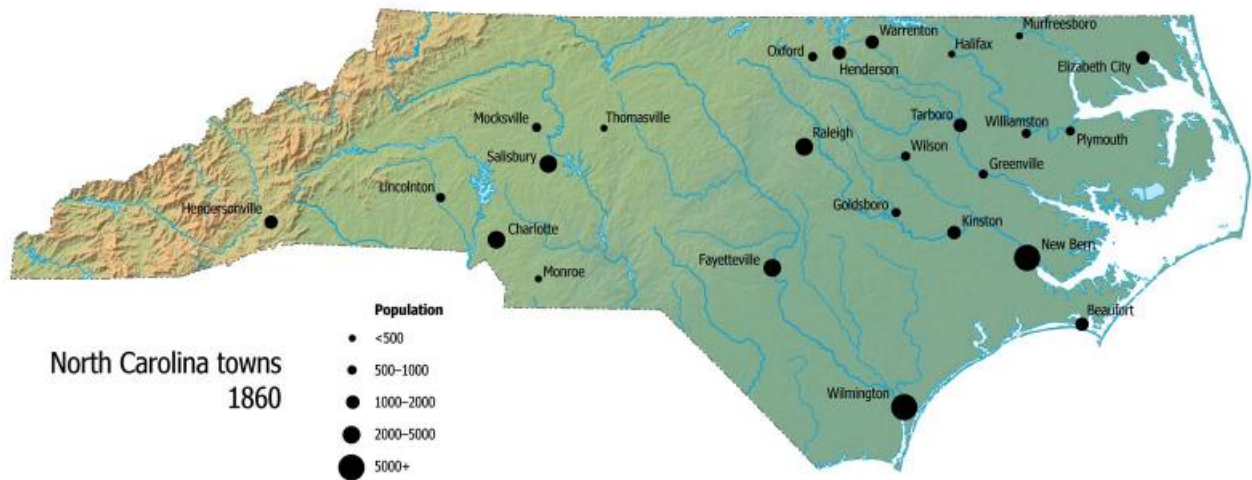 Murfreesboro
Warrenton
Oxford
Halifax
Henderson
Elizabeth City
Mocksville
Thomasville
Tarboro
Williamston
Raleigh
Plymouth
Salisbury
Wilson
Greenville
Lincolnton
Hendersonville
Goldsboro
Kinston
Charlotte
New Bern
Fayetteville
Monroe
Beaufort
Wilmington
North Carolina towns
1860
Population
<500
500–1000
1000–2000
2000–5000
5000+